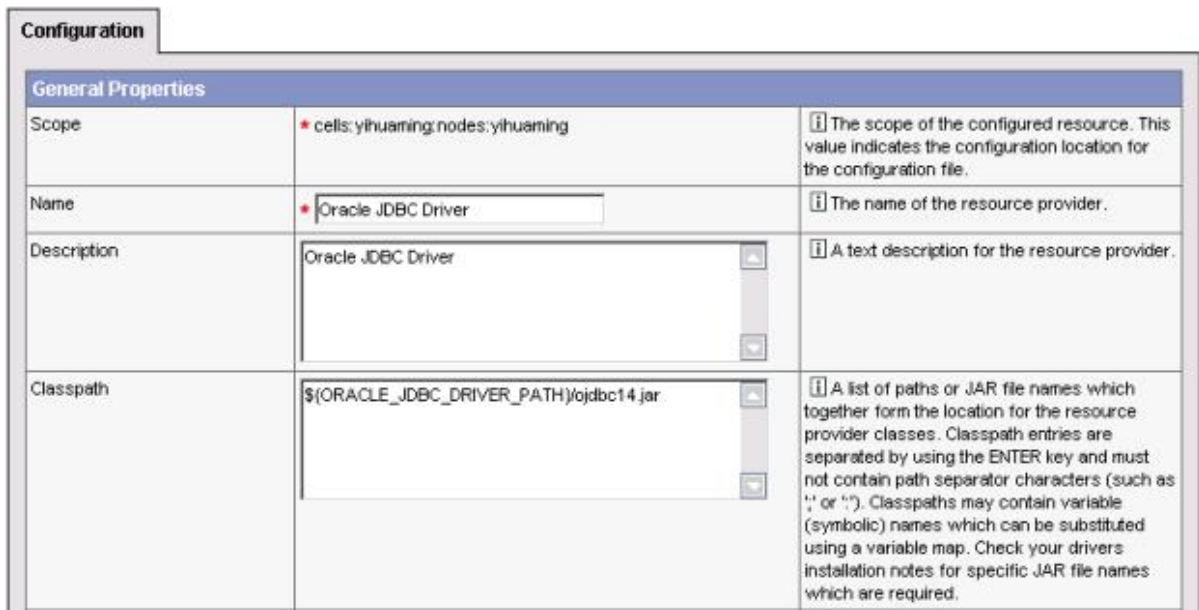 Configuration
General Properties
Scope
* cells:yihuaming:nodes:yihuaming
i The scope of the configured resource. This
value indicates the configuration location for
the configuration file.
Name
* Oracle JDBC Driver
i The name of the resource provider.
Description
Oracle JDBC Driver
i A text description for the resource provider.
Classpath
${ORACLE_JDBC_DRIVER_PATH}/ojdbc14.jar
i A list of paths or JAR file names which
together form the location for the resource
provider classes. Classpath entries are
separated by using the ENTER key and must
not contain path separator characters (such as
';' or ':'). Classpaths may contain variable
(symbolic) names which can be substituted
using a variable map. Check your drivers
installation notes for specific JAR file names
which are required.